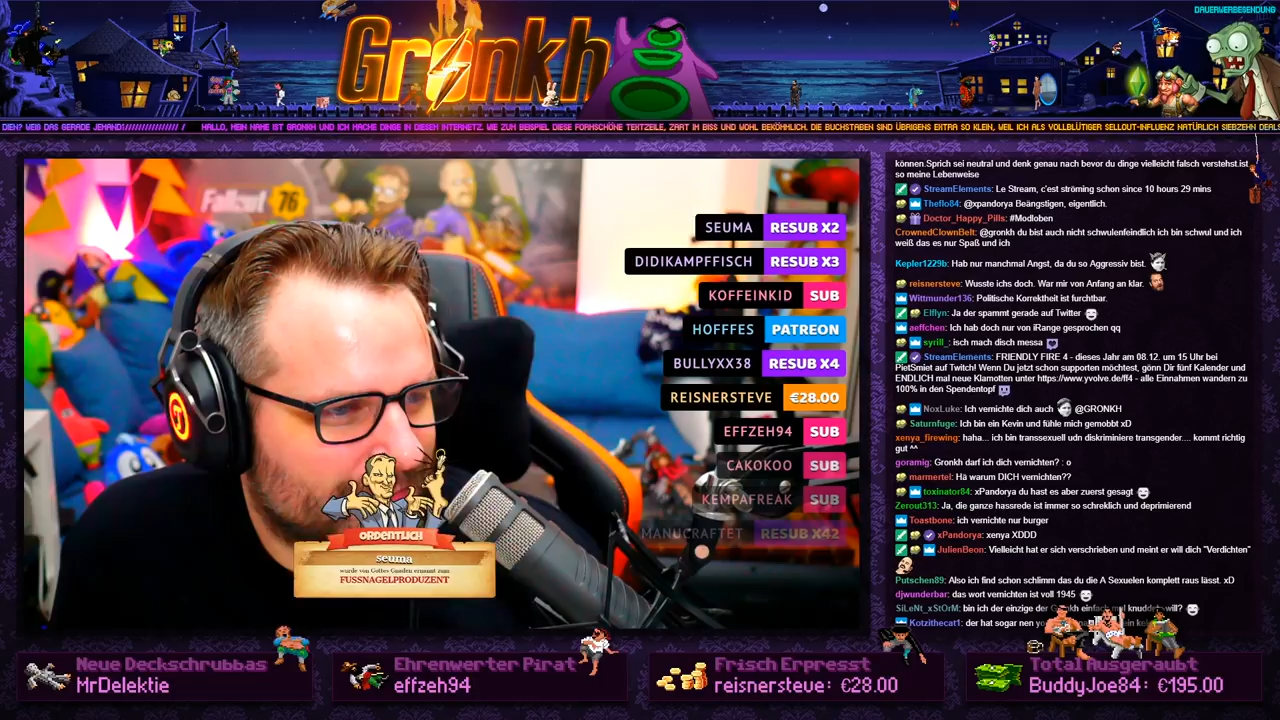 DAUERWERBESENDUNG
Gronkh
DIEN? WEIß DAS GERADE JEMAND?//////////////// / HALLO, MEIN NAME IST GRONKH UND ICH MACHE DINGE IN DIESEM INTERNETZ. WIE ZUM BEISPIEL DIESE FORMSCHÖNE TEXTZEILE, ZART IM BISS UND WOHL BEKÖMMLICH. DIE BUCHSTABEN SIND ÜBRIGENS EXTRA SO KLEIN, WEIL ICH ALS VOLLBLÜTIGER SELLOUT-INFLUENZ NATÜRLICH SIEBZEHN DEALS
Fallout 76
SEUMA RESUB X2
DIDIKAMPFFISCH RESUB X3
KOFFEINKID SUB
HOFFFES PATREON
BULLYXX38 RESUB X4
REISNERSTEVE €28.00
EFFZEH94 SUB
CAKOKOO SUB
KEMPAFREAK SUB
MANUCRAFTET RESUB X42
ORDENTLICH
seuma
wurde von Gottes Gnaden ernannt zum
FUSSNAGELPRODUZENT
können.Sprich sei neutral und denk genau nach bevor du dinge vielleicht falsch verstehst.ist
so meine Lebenweise
StreamElements: Le Stream, c'est ströming schon since 10 hours 29 mins
Theflo84: @xpandorya Beängstigen, eigentlich.
Doctor_Happy_Pills: #Modloben
CrownedClownBelt: @gronkh du bist auch nicht schwulenfeindlich ich bin schwul und ich
weiß das es nur Spaß und ich
Kepler1229b: Hab nur manchmal Angst, da du so Aggressiv bist.
reisnersteve: Wusste ichs doch. War mir von Anfang an klar.
Wittmunder136: Politische Korrektheit ist furchtbar.
Elflyn: Ja der spammt gerade auf Twitter
aeffchen: Ich hab doch nur von iRange gesprochen qq
syrill_: isch mach disch messa
StreamElements: FRIENDLY FIRE 4 - dieses Jahr am 08.12. um 15 Uhr bei
PietSmiet auf Twitch! Wenn Du jetzt schon supporten möchtest, gönn Dir fünf Kalender und
ENDLICH mal neue Klamotten unter https://www.yvolve.de/ff4 - alle Einnahmen wandern zu
100% in den Spendentopf
NoxLuke: Ich vernichte dich auch @GRONKH
Saturnfuge: Ich bin ein Kevin und fühle mich gemobbt xD
xenya_firewing: haha... ich bin transsexuell udn diskriminiere transgender.... kommt richtig
gut ^^
goramig: Gronkh darf ich dich vernichten? : o
marmertel: Hä warum DICH vernichten??
toxinator84: xPandorya du hast es aber zuerst gesagt
Zerout313: Ja, die ganze hassrede ist immer so schreklich und deprimierend
Toastbone: ich vernichte nur burger
xPandorya: xenya XDDD
JulienBeon: Vielleicht hat er sich verschrieben und meint er will dich "Verdichten"
Putschen89: Also ich find schon schlimm das du die A Sexuelen komplett raus lässt. xD
djwunderbar: das wort vernichten ist voll 1945
SiLeNt_xStOrM: bin ich der einzige der Gronkh einfach mal knuddel will?
Kotzithecat1: der hat sogar nen
Neue Deckschrubbas
MrDelektie
Ehrenwerter Pirat
effzeh94
Frisch Erpresst
reisnersteve: €28.00
Total Ausgeraubt
BuddyJoe84: €195.00